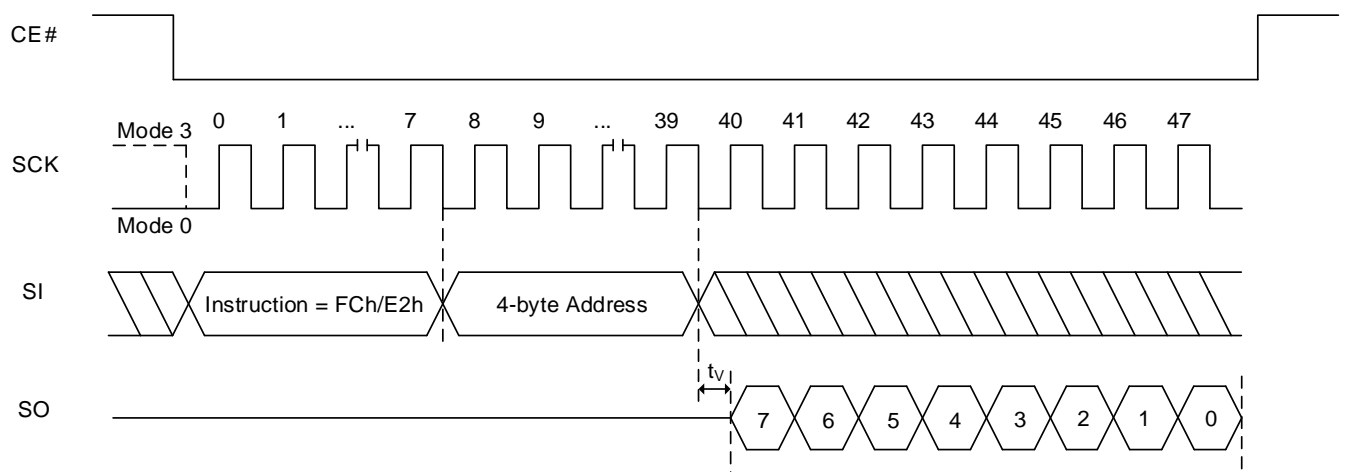 CE#
Mode 3 0 1 ... 7 8 9 ... 39 40 41 42 43 44 45 46 47
SCK
Mode 0
SI Instruction = FCh/E2h 4-byte Address
tV
SO 7 6 5 4 3 2 1 0